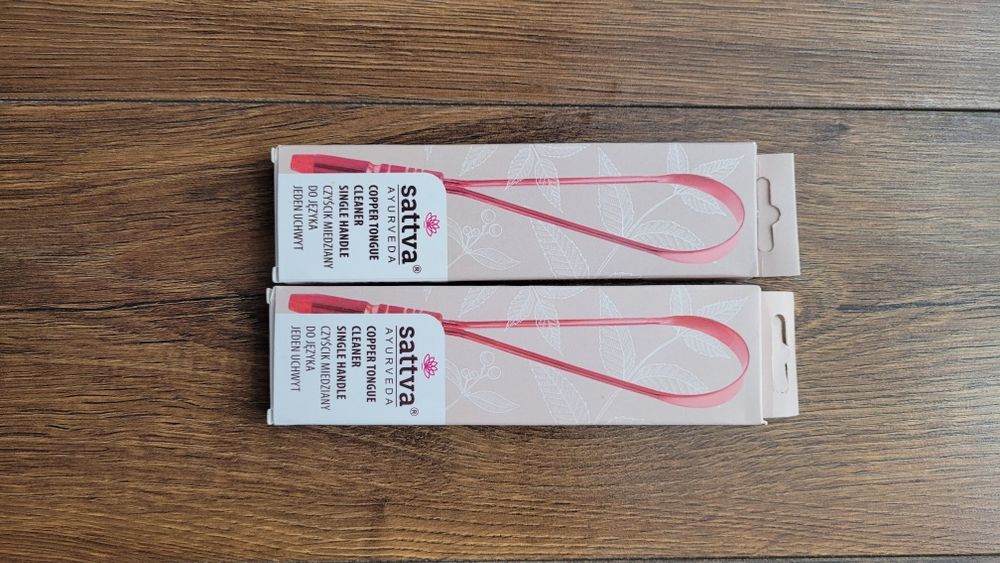 sattva®
AYURVEDA
COPPER TONGUE
CLEANER
SINGLE HANDLE
CZYŚCIK MIEDZIANY
DO JĘZYKA
JEDEN UCHWYT
sattva®
AYURVEDA
COPPER TONGUE
CLEANER
SINGLE HANDLE
CZYŚCIK MIEDZIANY
DO JĘZYKA
JEDEN UCHWYT